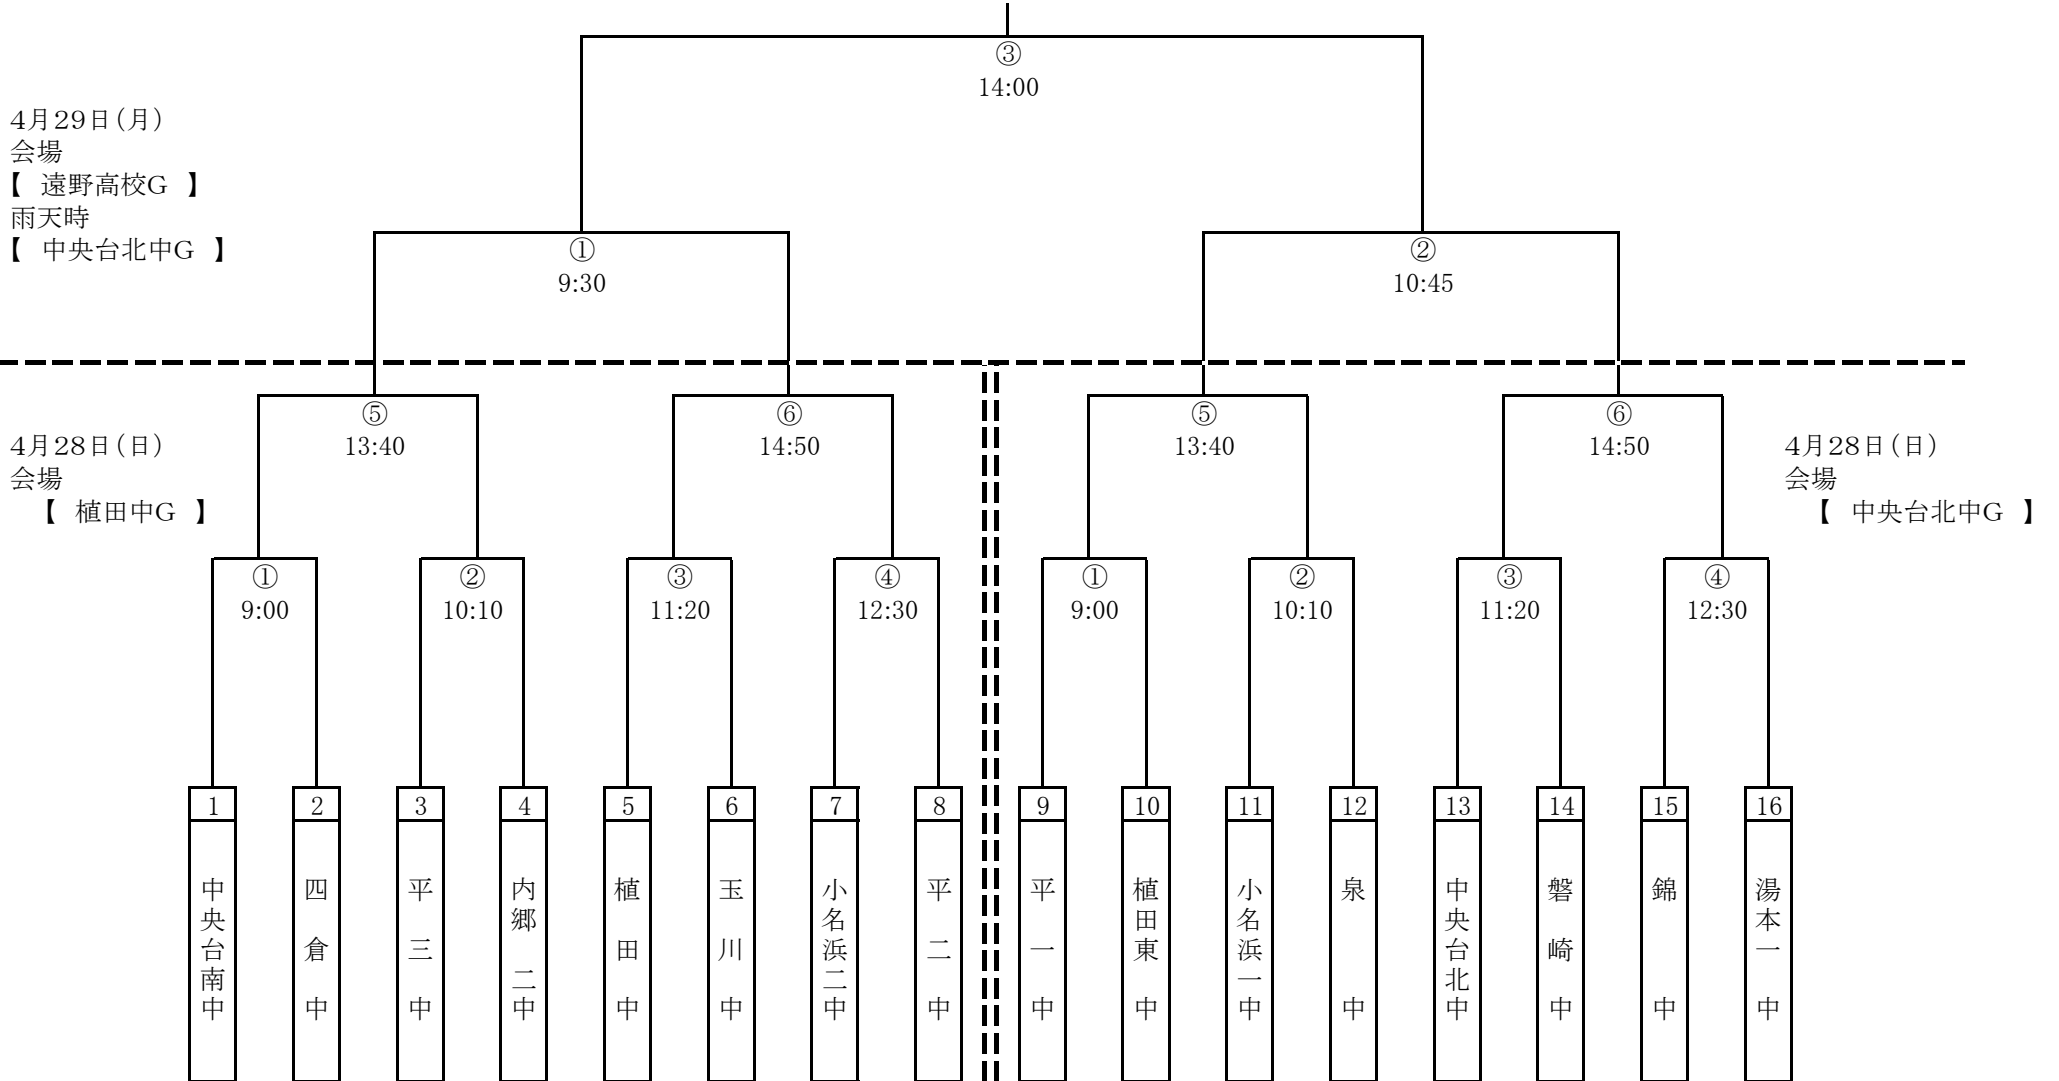 ③
14:00
4月29日(月)
会場
【 遠野高校G 】
雨天時
【 中央台北中G 】
① ②
9:30 10:45
⑤ ⑥ ⑤ ⑥
13:40 14:50 13:40 14:50
4月28日(日)
会場
【 植田中G 】
4月28日(日)
会場
【 中央台北中G 】
① ② ③ ④ ① ② ③ ④
9:00 10:10 11:20 12:30 9:00 10:10 11:20 12:30
1 2 3 4 5 6 7 8 9 10 11 12 13 14 15 16
中央台南中
四倉中
平三中
内郷二中
植田中
玉川中
小名浜二中
平二中
平一中
植田東中
小名浜一中
泉中
中央台北中
磐崎中
錦中
湯本一中